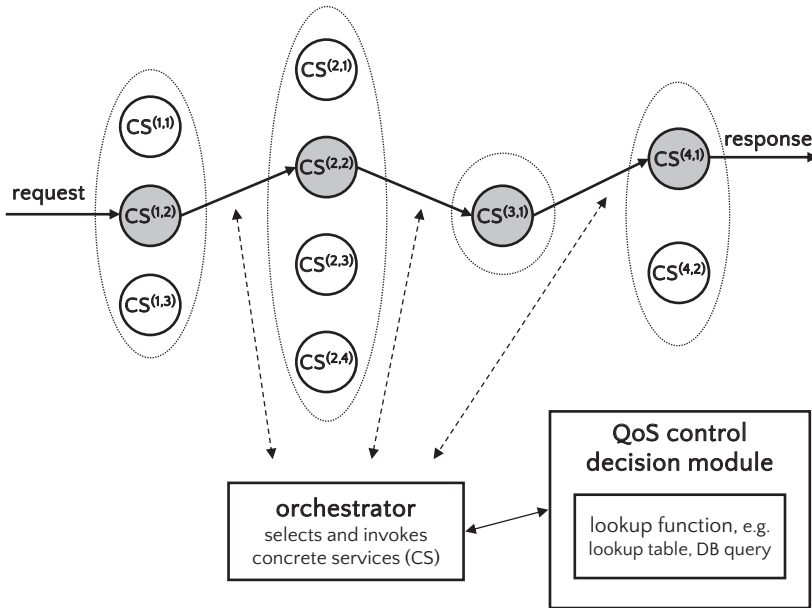 request
CS(1,1)
CS(1,2)
CS(1,3)
CS(2,1)
CS(2,2)
CS(2,3)
CS(2,4)
CS(3,1)
CS(4,1)
CS(4,2)
response
orchestrator
selects and invokes
concrete services (CS)
QoS control
decision module
lookup function, e.g.
lookup table, DB query